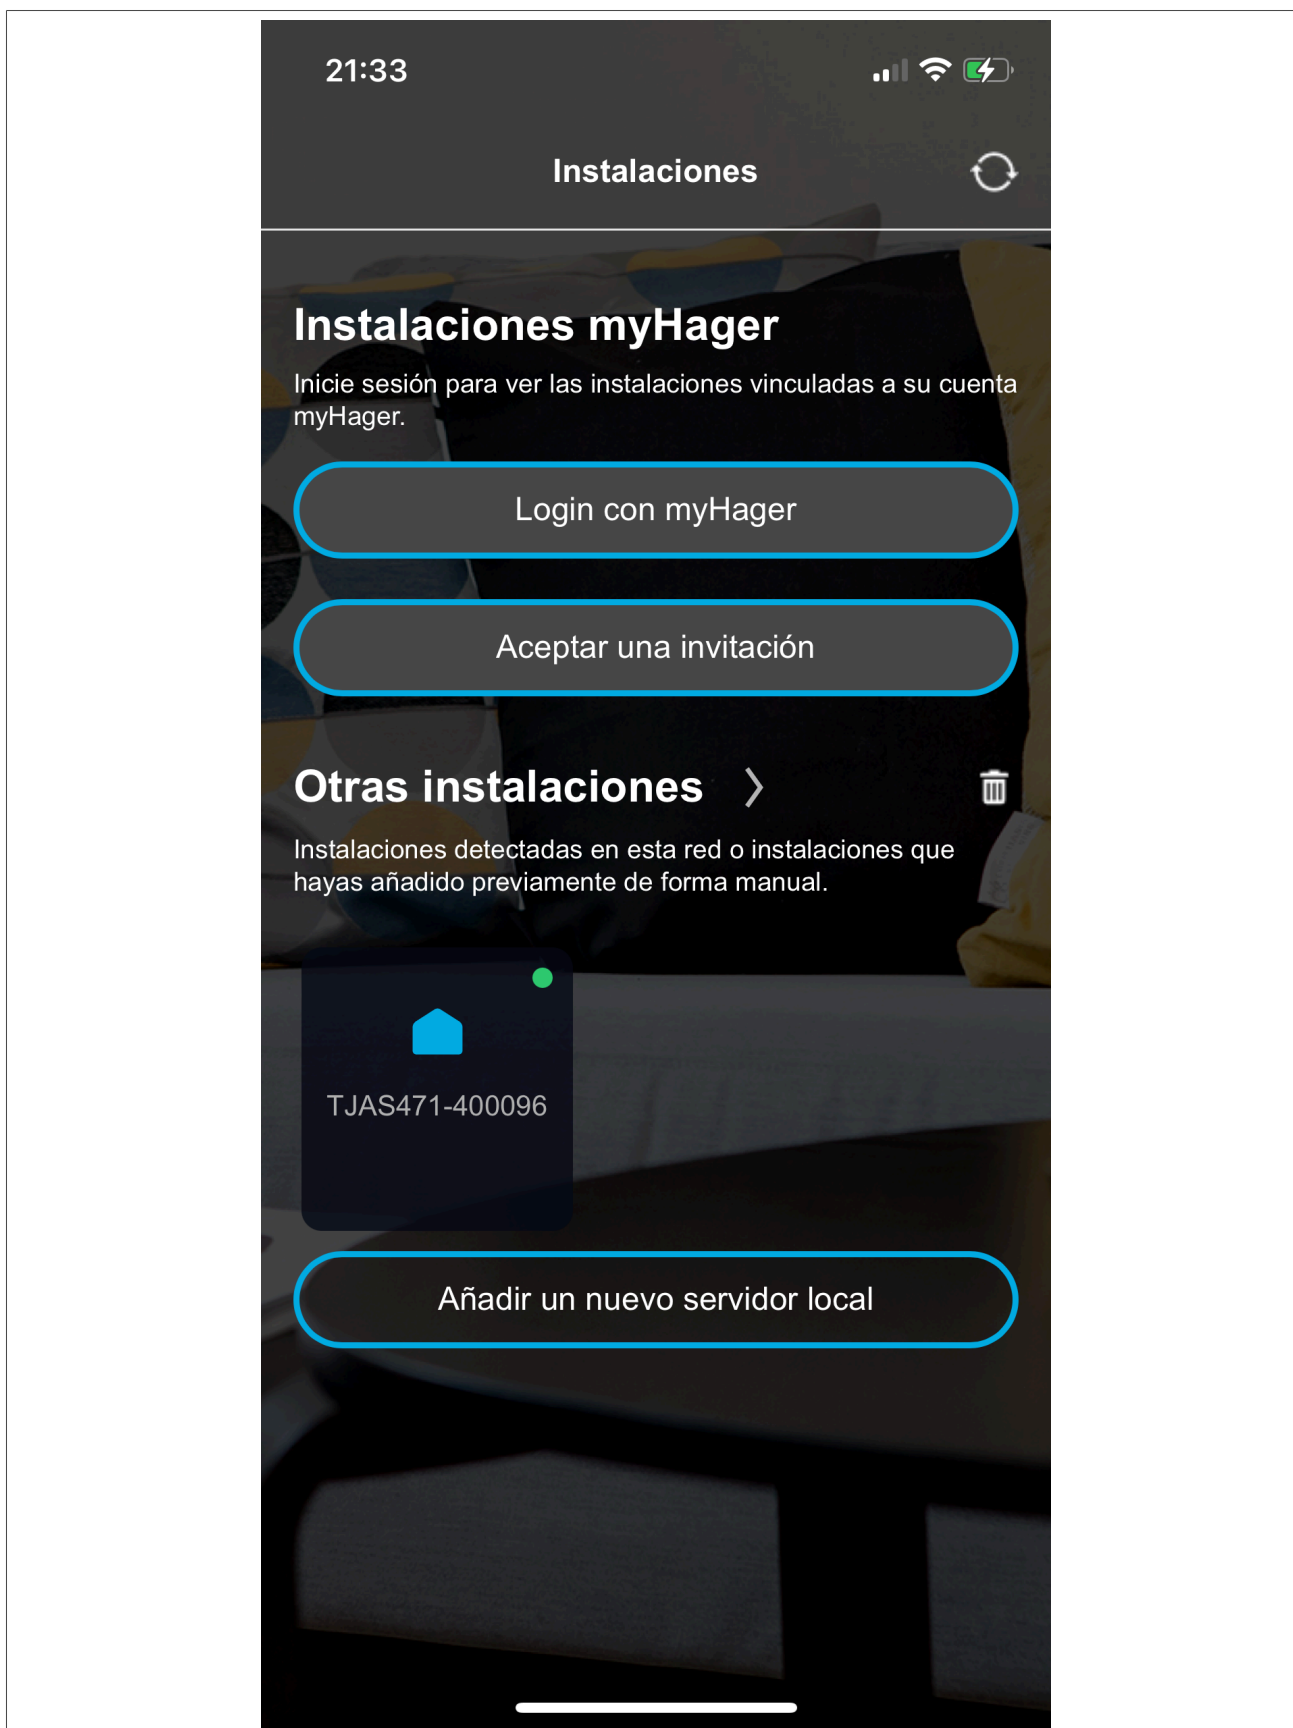 21:33
Instalaciones
Instalaciones myHager
Inicie sesión para ver las instalaciones vinculadas a su cuenta
myHager.
Login con myHager
Aceptar una invitación
Otras instalaciones
Instalaciones detectadas en esta red o instalaciones que
hayas añadido previamente de forma manual.
TJAS471-400096
Añadir un nuevo servidor local